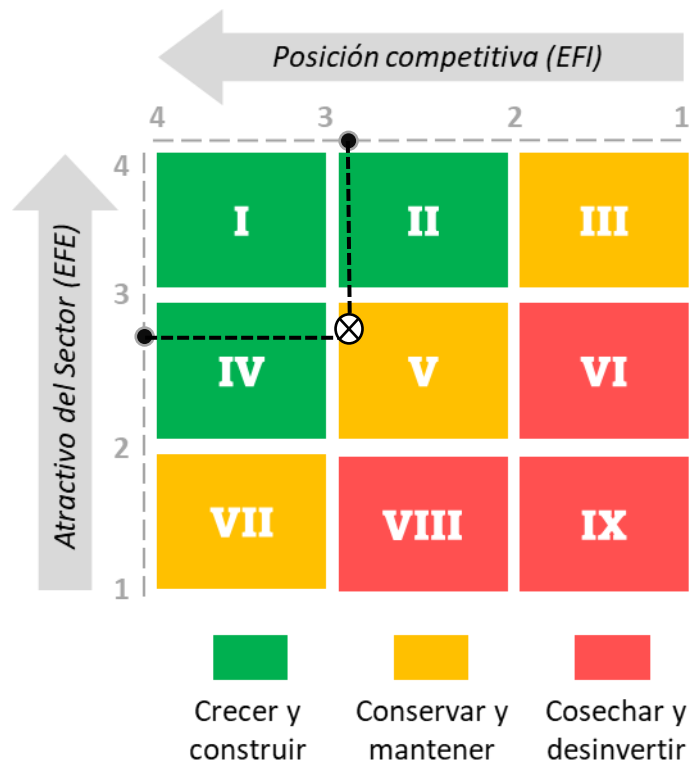 Posición competitiva (EFI)
4 3 2 1
4
Atractivo del Sector (EFE)
I II III
3
IV V VI
2
VII VIII IX
1
Crecer y
construir
Conservar y
mantener
Cosechar y
desinvertir